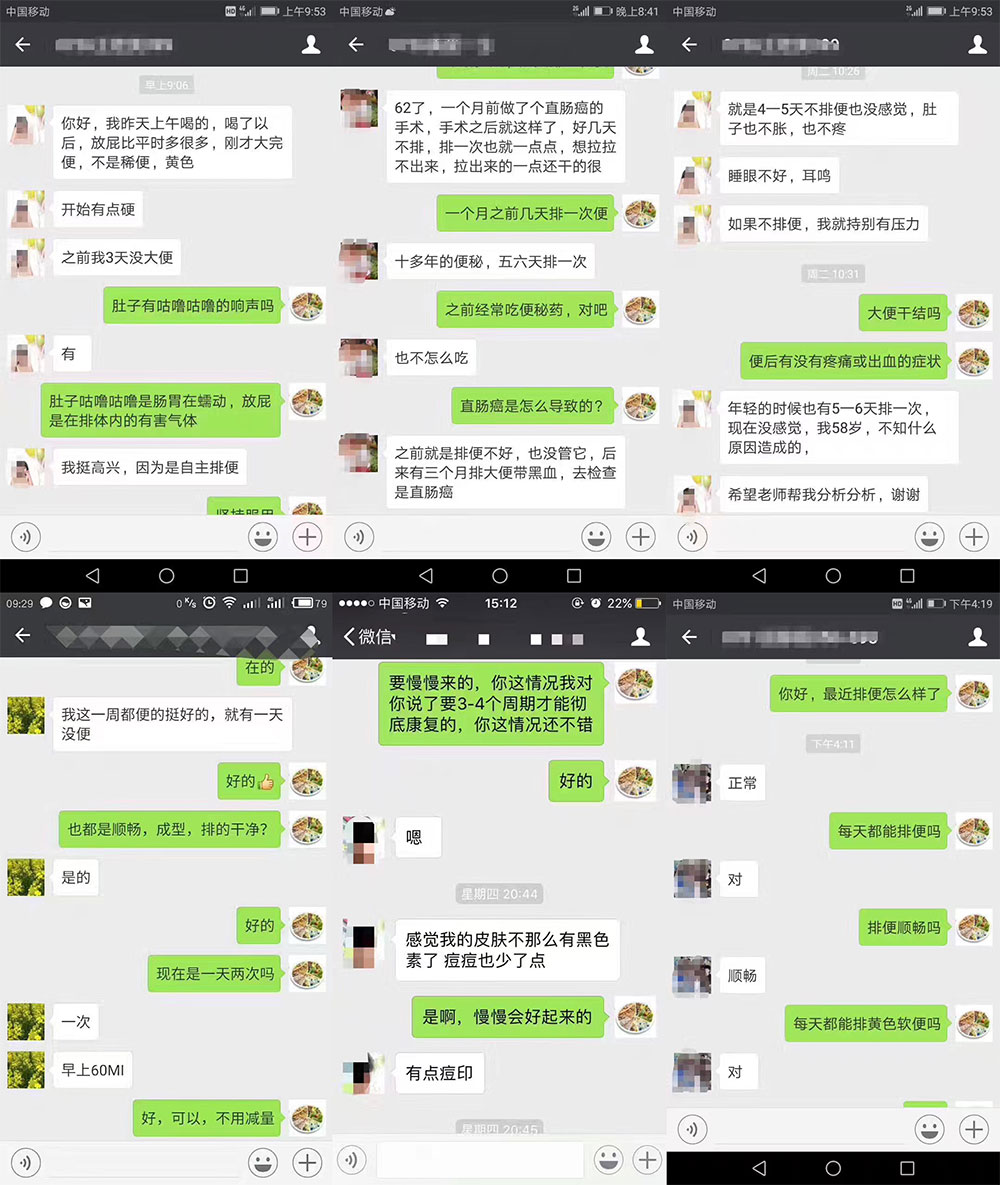 中国移动
HD 4G 上午9:53
早上9:06
你好，我昨天上午喝的，喝了以
后，放屁比平时多很多，刚才大完
便，不是稀便，黄色
开始有点硬
之前我3天没大便
肚子有咕噜咕噜的响声吗
有
肚子咕噜咕噜是肠胃在蠕动，放屁
是在排体内的有害气体
我挺高兴，因为是自主排便
坚持服用
中国移动
晚上8:41
62了，一个月前做了个直肠癌的
手术，手术之后就这样了，好几天
不排，排一次也就一点点，想拉拉
不出来，拉出来的一点还干的很
一个月之前几天排一次便
十多年的便秘，五六天排一次
之前经常吃便秘药，对吧
也不怎么吃
直肠癌是怎么导致的？
之前就是排便不好，也没管它，后
来有三个月排大便带黑血，去检查
是直肠癌
中国移动
上午9:53
周二 10:26
就是4一5天不排便也没感觉，肚
子也不胀，也不疼
睡眼不好，耳鸣
如果不排便，我就持别有压力
周二 10:31
大便干结吗
便后有没有疼痛或出血的症状
年轻的时候也有5一6天排一次，
现在没感觉，我58岁，不知什么
原因造成的，
希望老师帮我分析分析，谢谢
09:29
0 K/s
79
在的
我这一周都便的挺好的，就有一天
没便
好的👍
也都是顺畅，成型，排的干净？
是的
好的
现在是一天两次吗
一次
早上60MI
好，可以，不用减量
中国移动
15:12
22%
微信
要慢慢来的，你这情况我对
你说了要3-4个周期才能彻
底康复的，你这情况还不错
好的
嗯
星期四 20:44
感觉我的皮肤不那么有黑色
素了 痘痘也少了点
是啊，慢慢会好起来的
有点痘印
星期四 20:45
中国移动
HD 4G 下午4:19
你好，最近排便怎么样了
下午4:11
正常
每天都能排便吗
对
排便顺畅吗
顺畅
每天都能排黄色软便吗
对